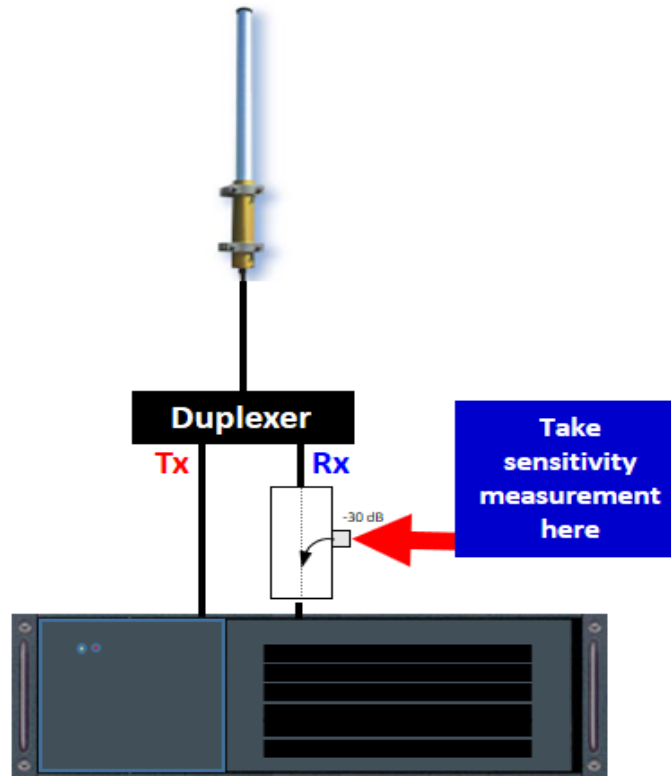 Duplexer
Tx
Rx
Take
sensitivity
measurement
here
-30 dB